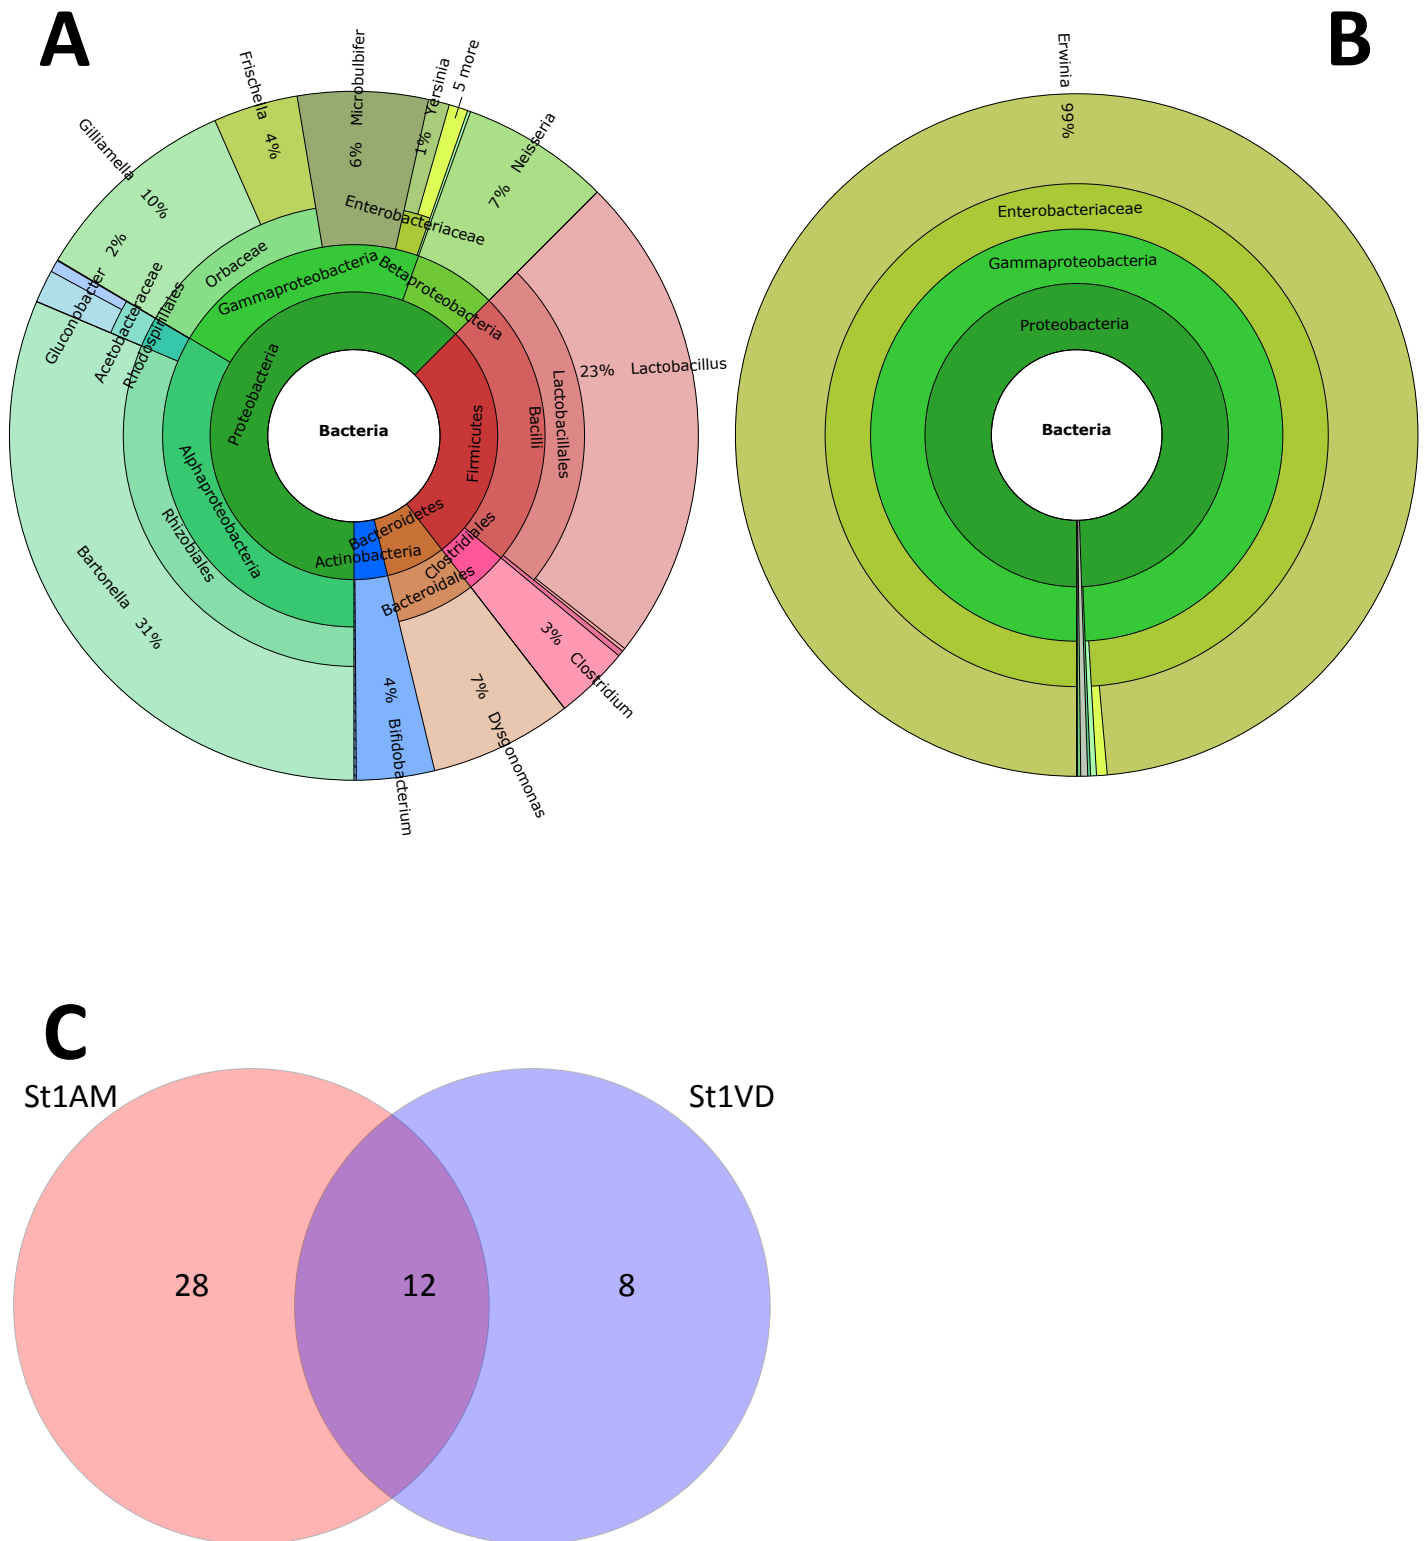 A
B
Frischella 4%
6% Microbulbifer
1% Yersinia
5 more
Gilliamella 10%
7% Neisseria
Enterobacteriaceae
Orbaceae
Gammaproteobacteria
Betaproteobacteria
2%
Gluconobacter
Acetobacteraceae
Rhodospirillales
Proteobacteria
Bacteria
Firmicutes
Bacilli
Lactobacillales
23% Lactobacillus
Alphaproteobacteria
Rhizobiales
Bartonella 31%
Bacteroidetes
Actinobacteria
Clostridiales
Bacteroidales
3% Clostridium
7% Dysgonomonas
4% Bifidobacterium
Erwinia 99%
Enterobacteriaceae
Gammaproteobacteria
Proteobacteria
Bacteria
C
St1AM
St1VD
28
12
8